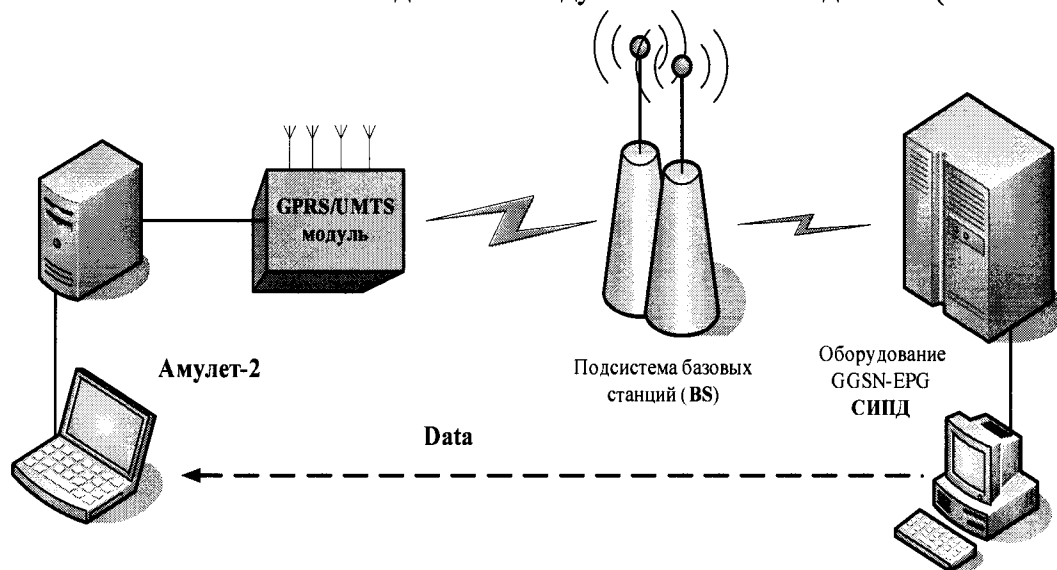 GPRS/UMTS
модуль
Амулет-2
Подсистема базовых
станций (BS)
Оборудование
GGSN-EPG
СИПД
Data